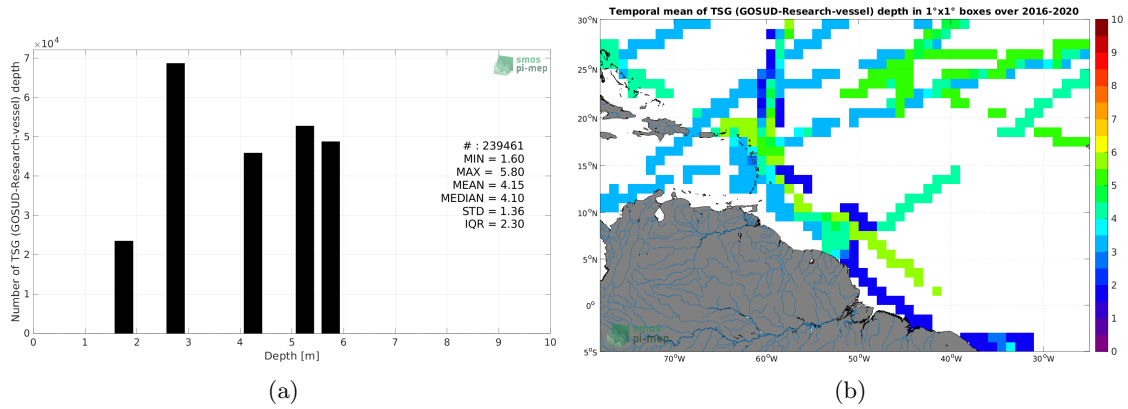 ×10⁴
7
6
5
4
3
2
1
0
Number of TSG (GOSUD-Research-vessel) depth
0 1 2 3 4 5 6 7 8 9 10
Depth [m]
smos
pi-mep
# : 239461
MIN = 1.60
MAX = 5.80
MEAN = 4.15
MEDIAN = 4.10
STD = 1.36
IQR = 2.30
(a)
Temporal mean of TSG (GOSUD-Research-vessel) depth in 1°x1° boxes over 2016-2020
30°N
25°N
20°N
15°N
10°N
5°N
0°
5°S
70°W 60°W 50°W 40°W 30°W
smos
pi-mep
10
9
8
7
6
5
4
3
2
1
0
(b)